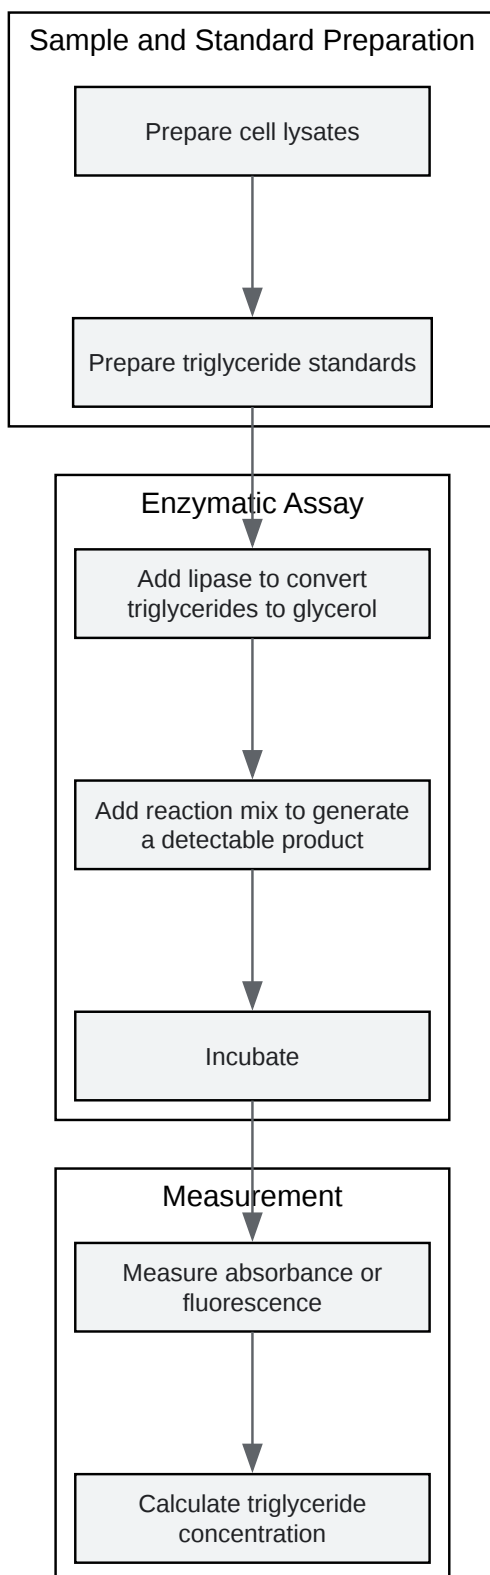 Sample and Standard Preparation
Prepare cell lysates
Prepare triglyceride standards
Enzymatic Assay
Add lipase to convert
triglycerides to glycerol
Add reaction mix to generate
a detectable product
Incubate
Measurement
Measure absorbance or
fluorescence
Calculate triglyceride
concentration